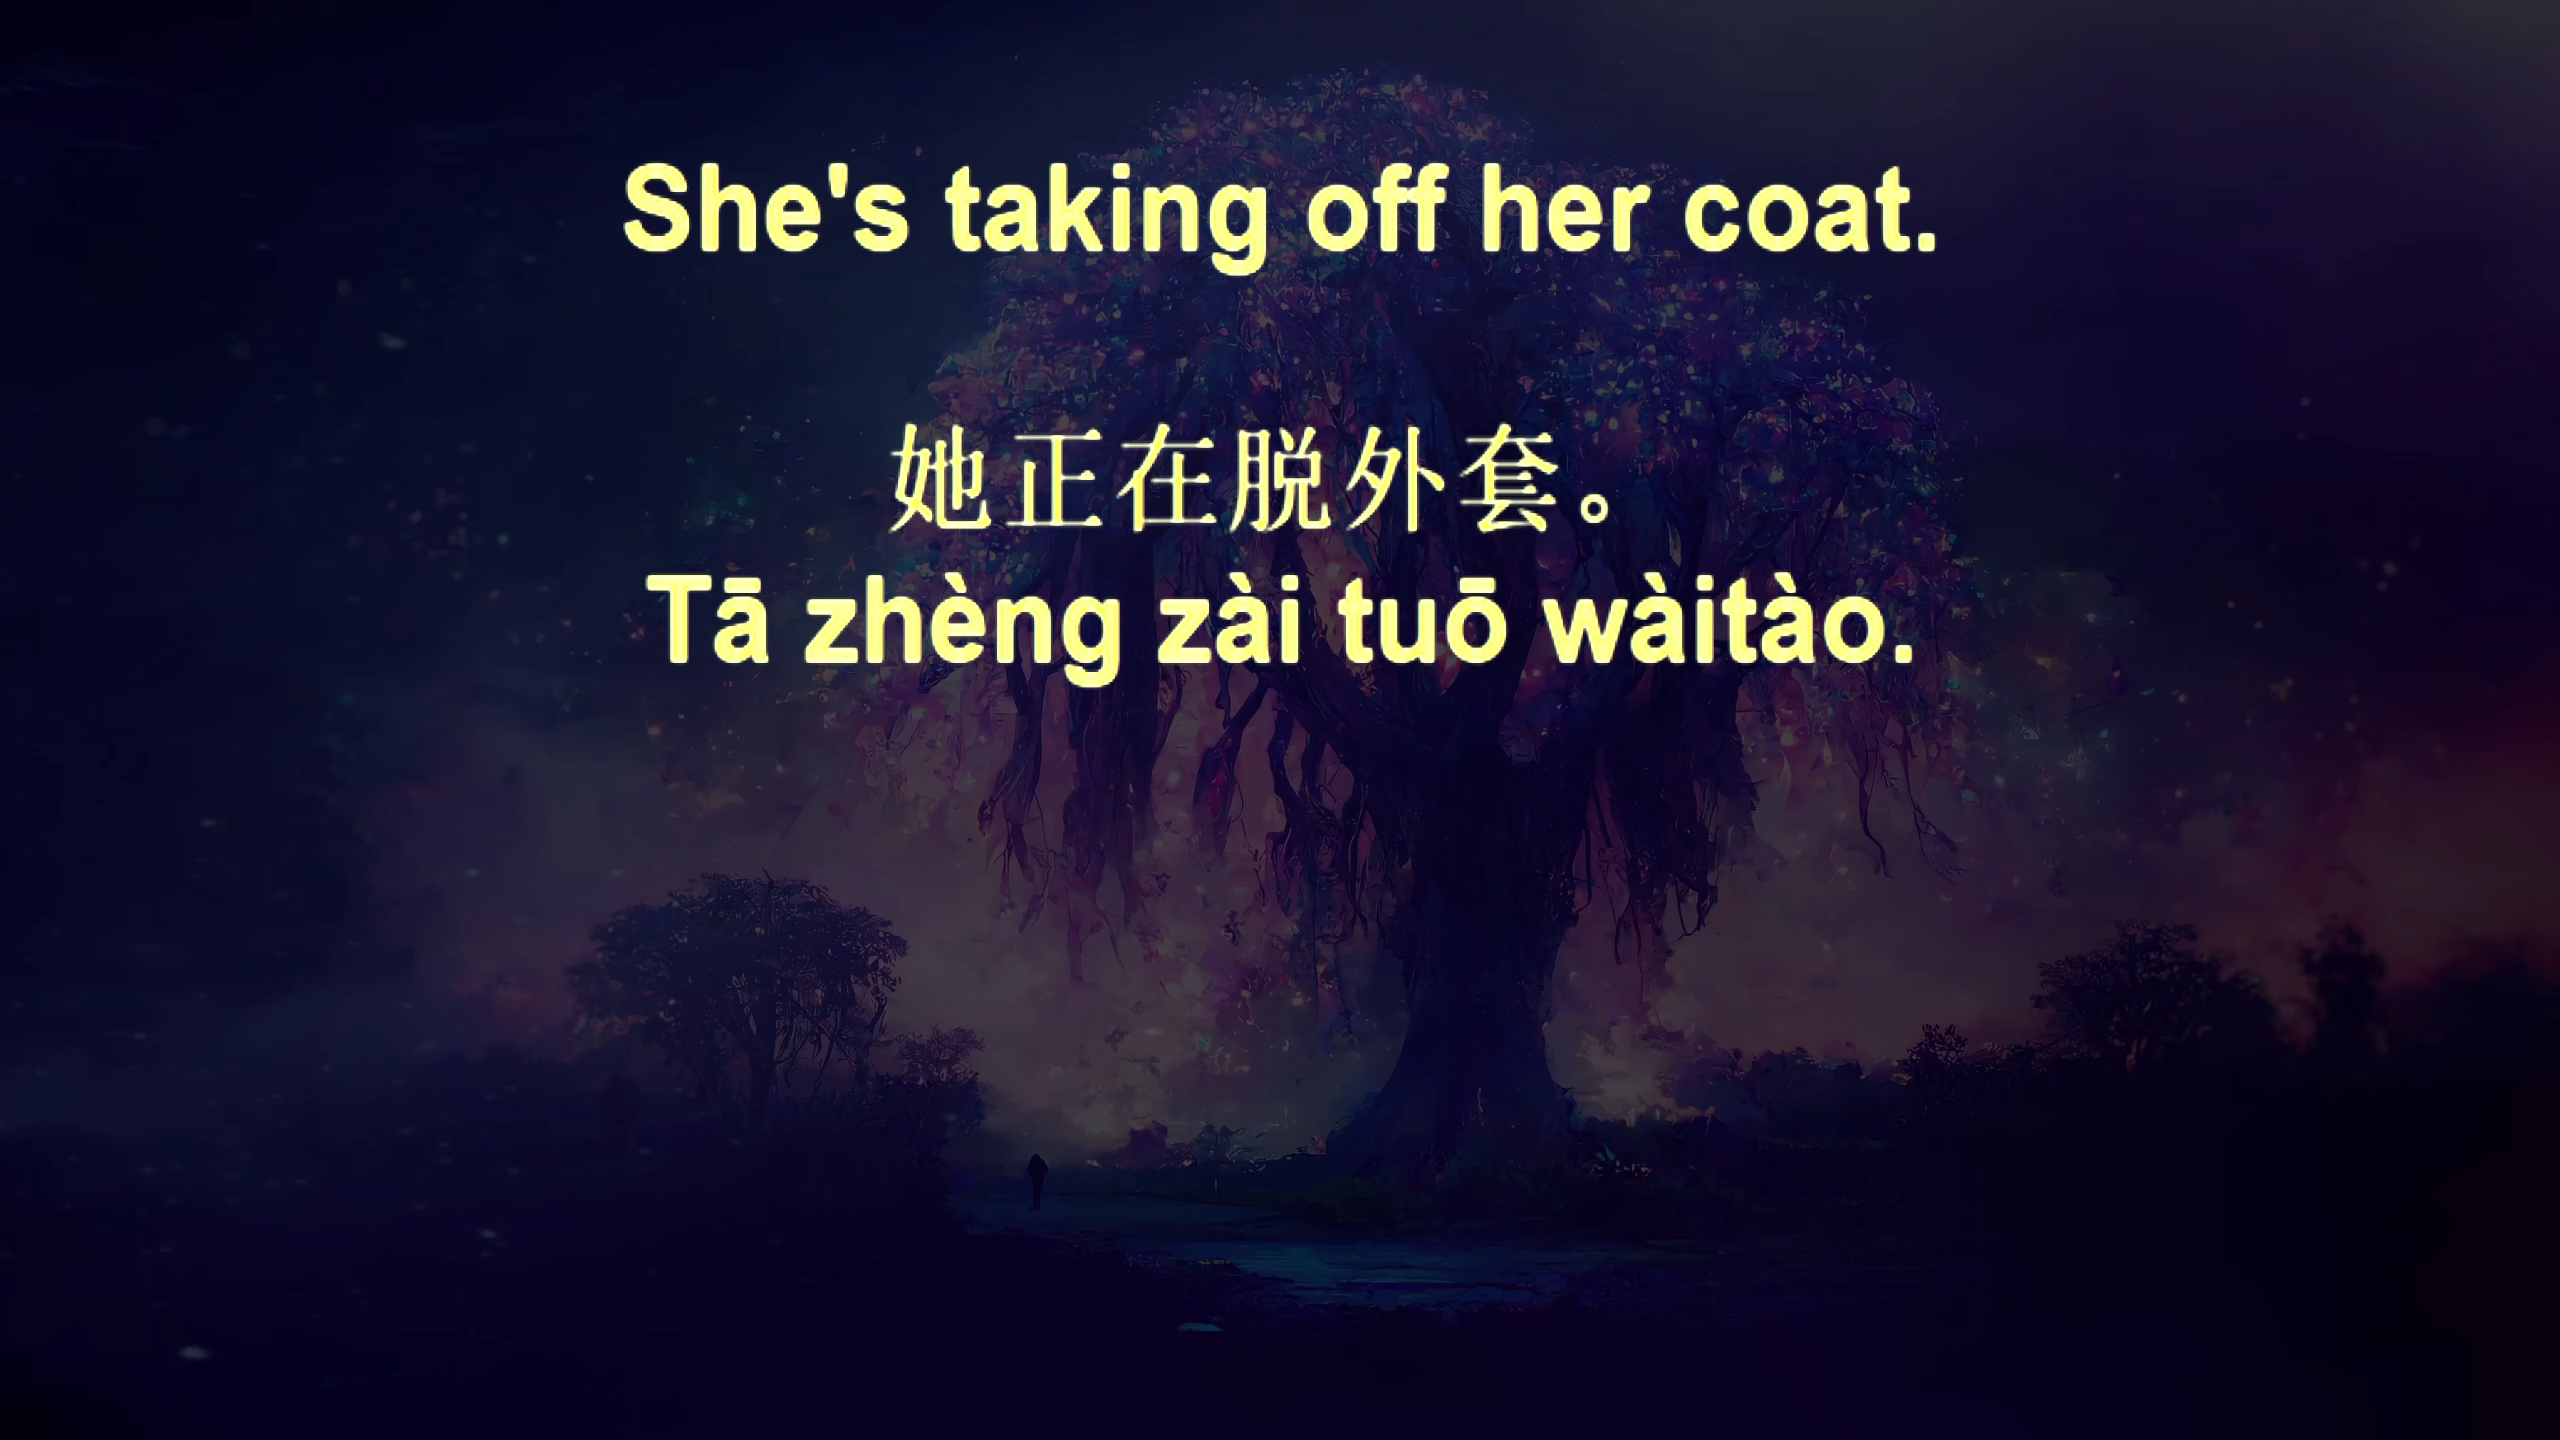 She's taking off her coat.
她正在脱外套。
Tā zhèng zài tuō wàitào.